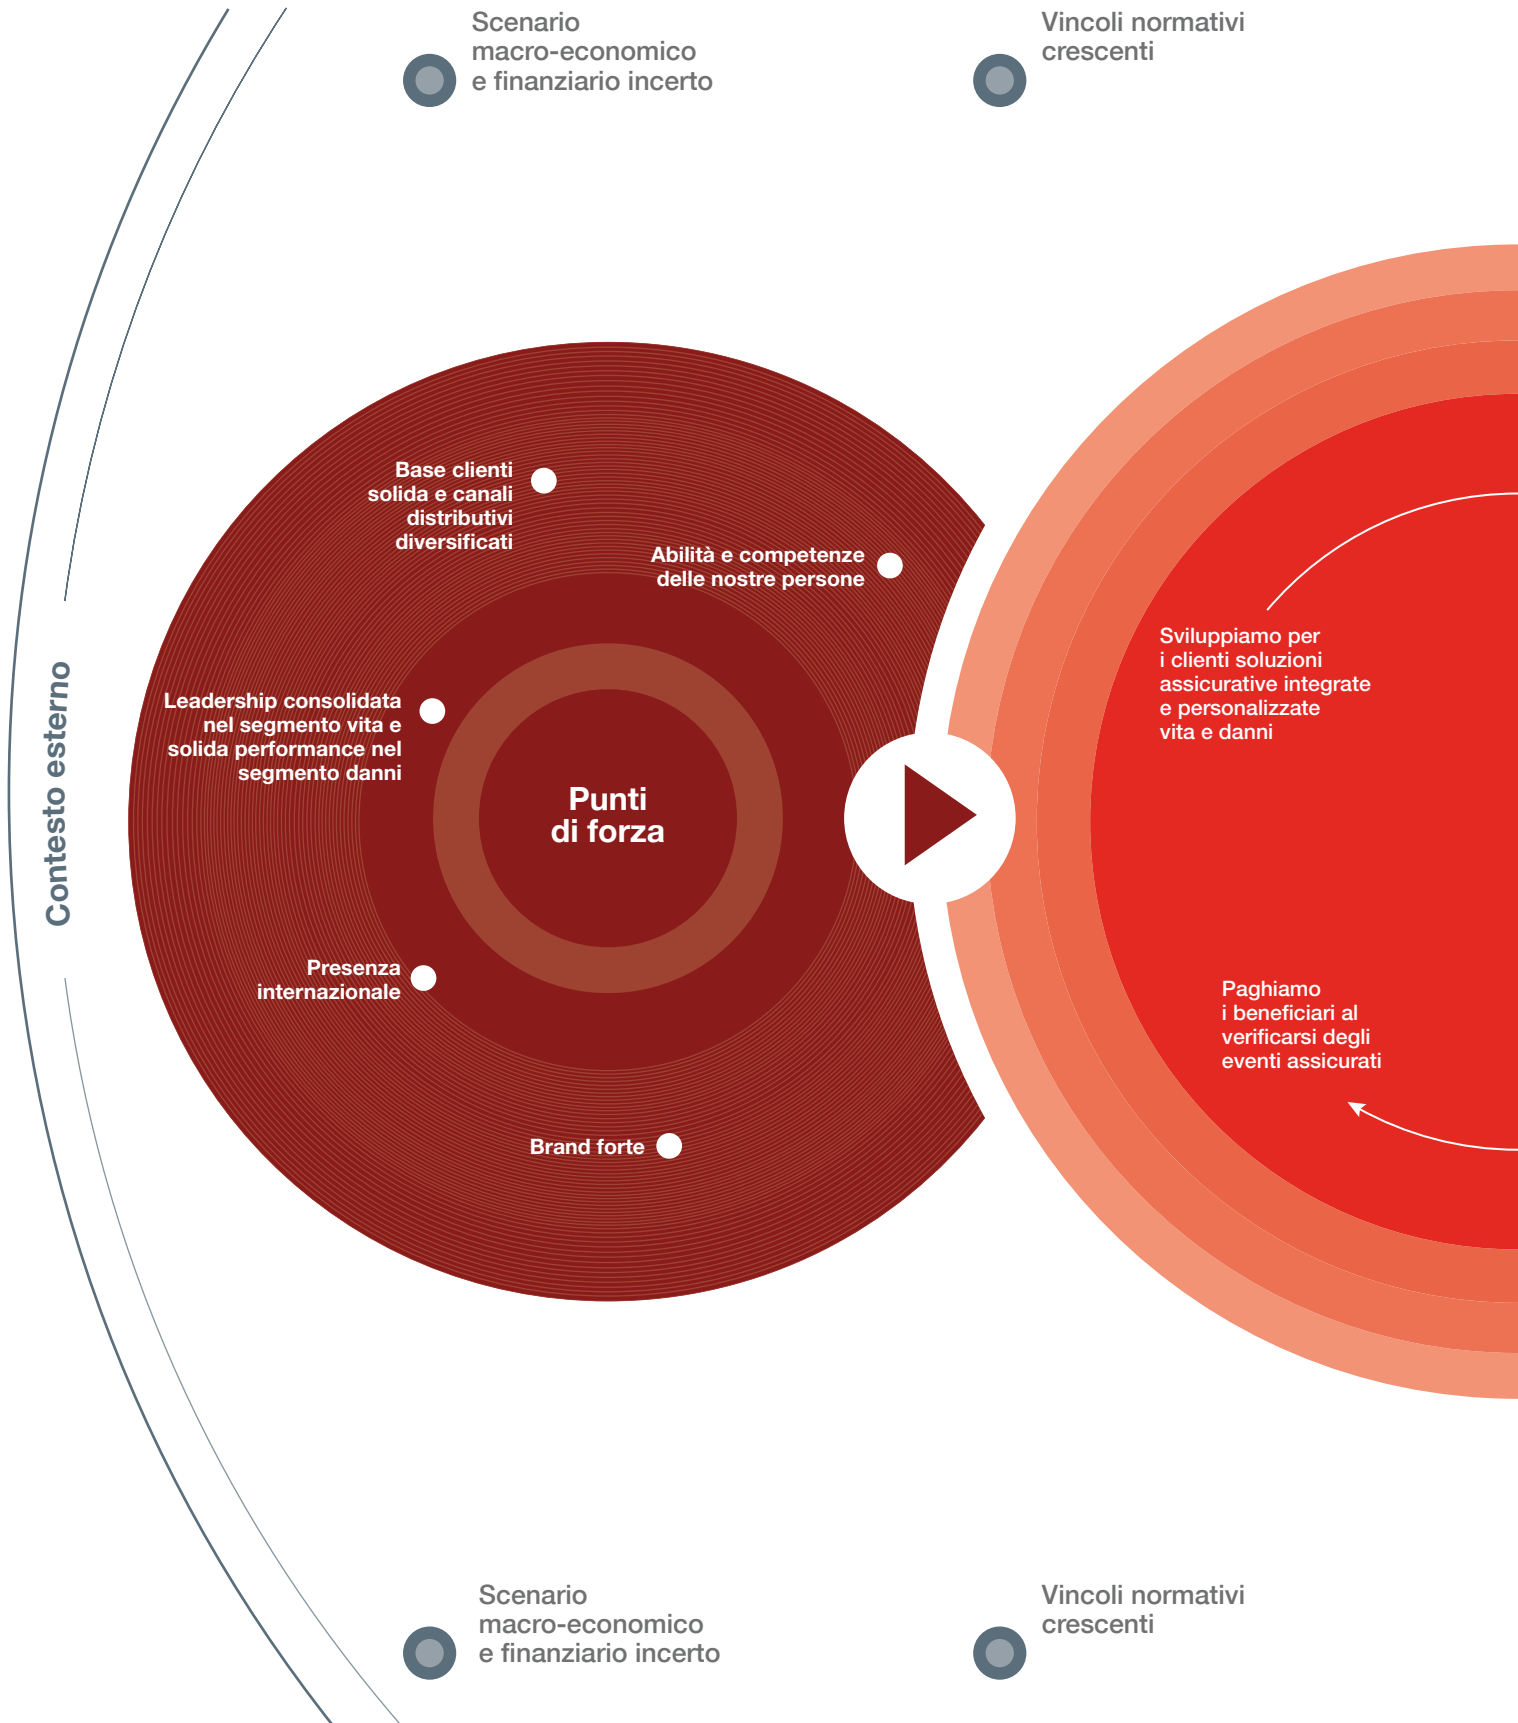 Scenario
macro-economico
e finanziario incerto
Vincoli normativi
crescenti
Contesto esterno
Base clienti
solida e canali
distributivi
diversificati
Abilità e competenze
delle nostre persone
Leadership consolidata
nel segmento vita e
solida performance nel
segmento danni
Punti
di forza
Presenza
internazionale
Brand forte
Sviluppiamo per
i clienti soluzioni
assicurative integrate
e personalizzate
vita e danni
Paghiamo
i beneficiari al
verificarsi degli
eventi assicurati
Scenario
macro-economico
e finanziario incerto
Vincoli normativi
crescenti